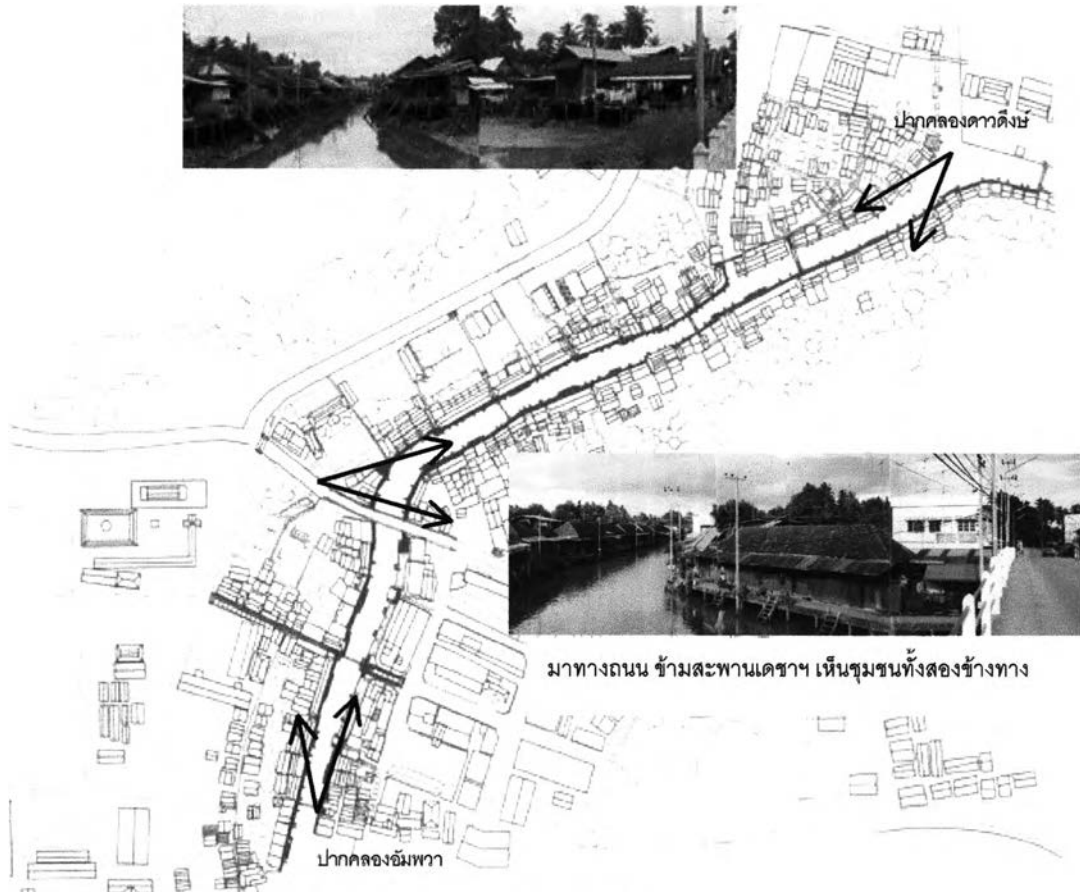 ปากคลองดาวดึงษ์
มาทางถนน ข้ามสะพานเดชาฯ เห็นชุมชนทั้งสองข้างทาง
ปากคลองอัมพวา